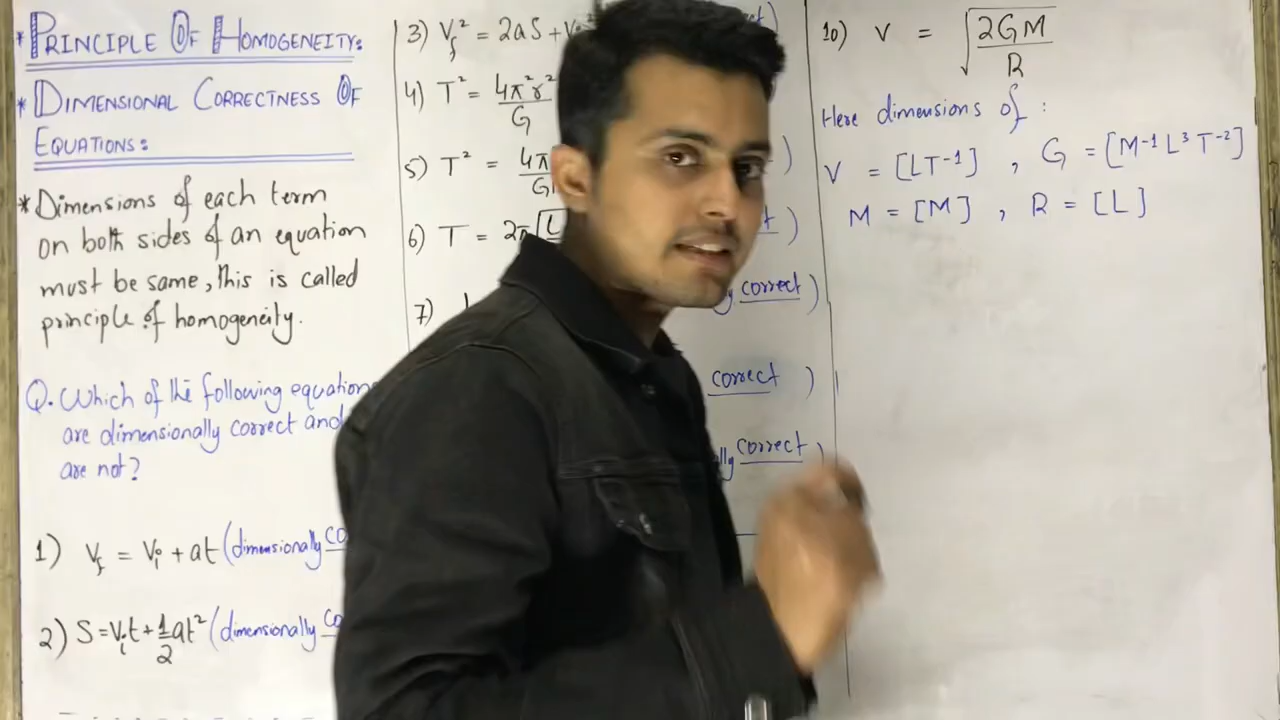 * PRINCIPLE OF HOMOGENEITY:
* DIMENSIONAL CORRECTNESS OF
EQUATIONS:
* Dimensions of each term
on both sides of an equation
must be same, this is called
principle of homogeneity.
Q. Which of the following equation
are dimensionally correct and
are not?
1) V_f = V_i + at (dimensionally co
2) S = V_i t + 1/2 at² (dimensionally co
3) V_f² = 2aS +
4) T² = 4π²r²/G
5) T² = 4π
G
6) T = 2π√L
7)
)
)
correct )
correct )
lly correct )
10) V = √(2GM/R)
Here dimensions of :
V = [LT⁻¹] , G = [M⁻¹ L³ T⁻²]
M = [M] , R = [L]